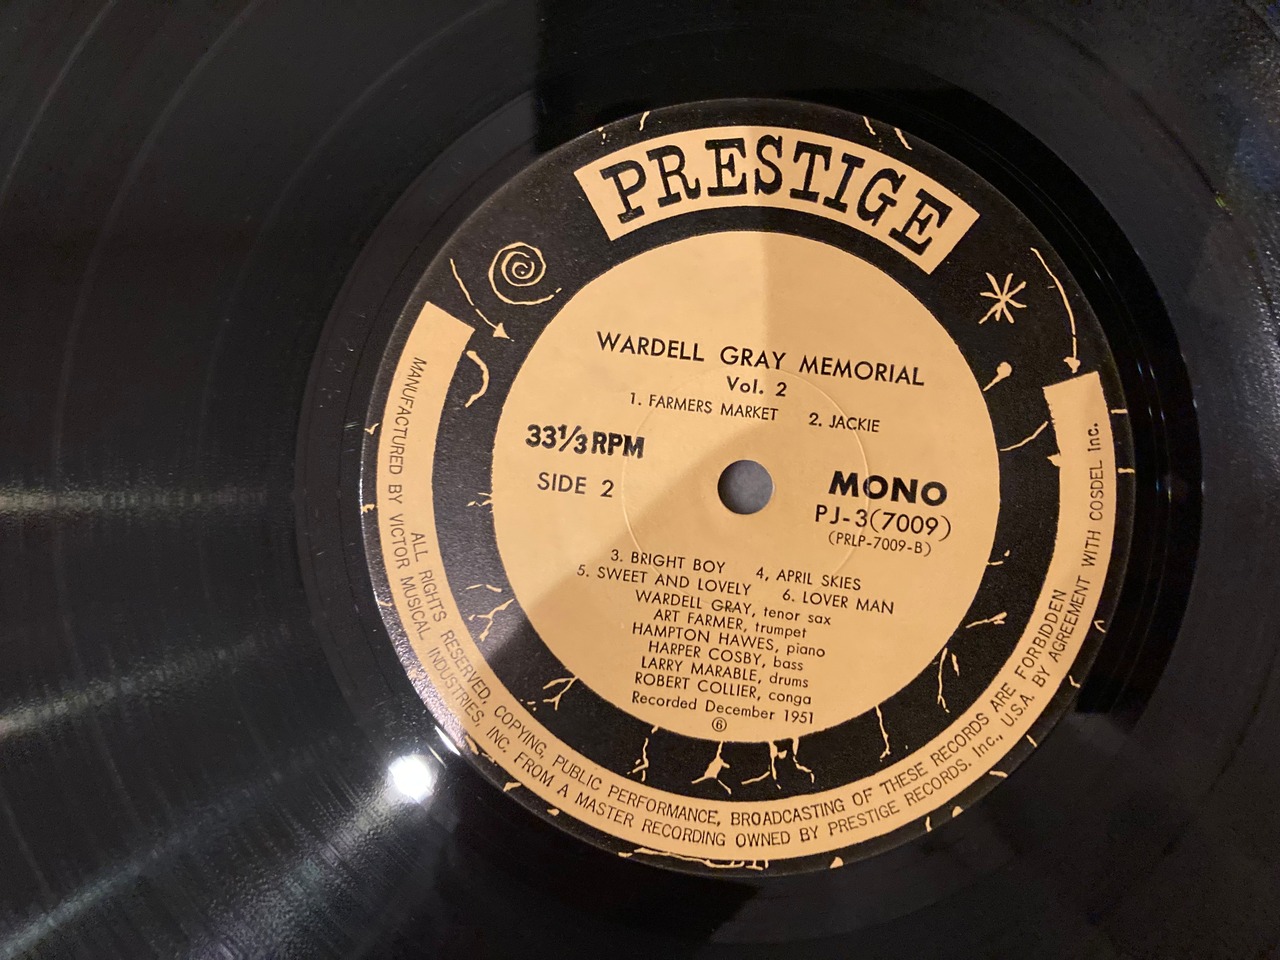 PRESTIGE
WARDELL GRAY MEMORIAL
Vol. 2
1. FARMERS MARKET 2. JACKIE
33⅓ RPM
SIDE 2
MONO
PJ-3(7009)
(PRLP-7009-B)
3. BRIGHT BOY 4, APRIL SKIES
5. SWEET AND LOVELY 6. LOVER MAN
WARDELL GRAY, tenor sax
ART FARMER, trumpet
HAMPTON HAWES, piano
HARPER COSBY, bass
LARRY MARABLE, drums
ROBERT COLLIER, conga
Recorded December 1951
⑥
ALL RIGHTS RESERVED, COPYING, PUBLIC PERFORMANCE, BROADCASTING OF THESE RECORDS ARE FORBIDDEN
MANUFACTURED BY VICTOR MUSICAL INDUSTRIES, INC. FROM A MASTER RECORDING OWNED BY PRESTIGE RECORDS. Inc., U.S.A. BY AGREEMENT WITH COSDEL Inc.